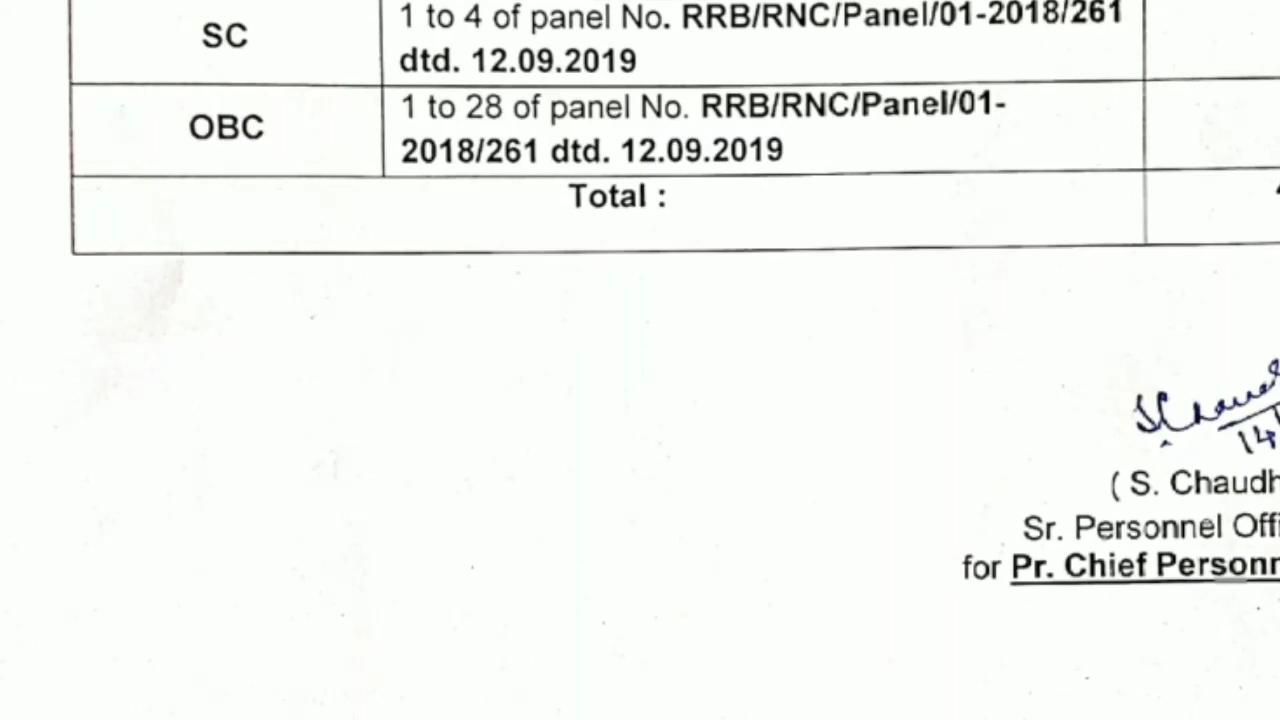 SC
1 to 4 of panel No. RRB/RNC/Panel/01-2018/261
dtd. 12.09.2019
OBC
1 to 28 of panel No. RRB/RNC/Panel/01-
2018/261 dtd. 12.09.2019
Total :
14
( S. Chaudh
Sr. Personnel Offi
for Pr. Chief Personn